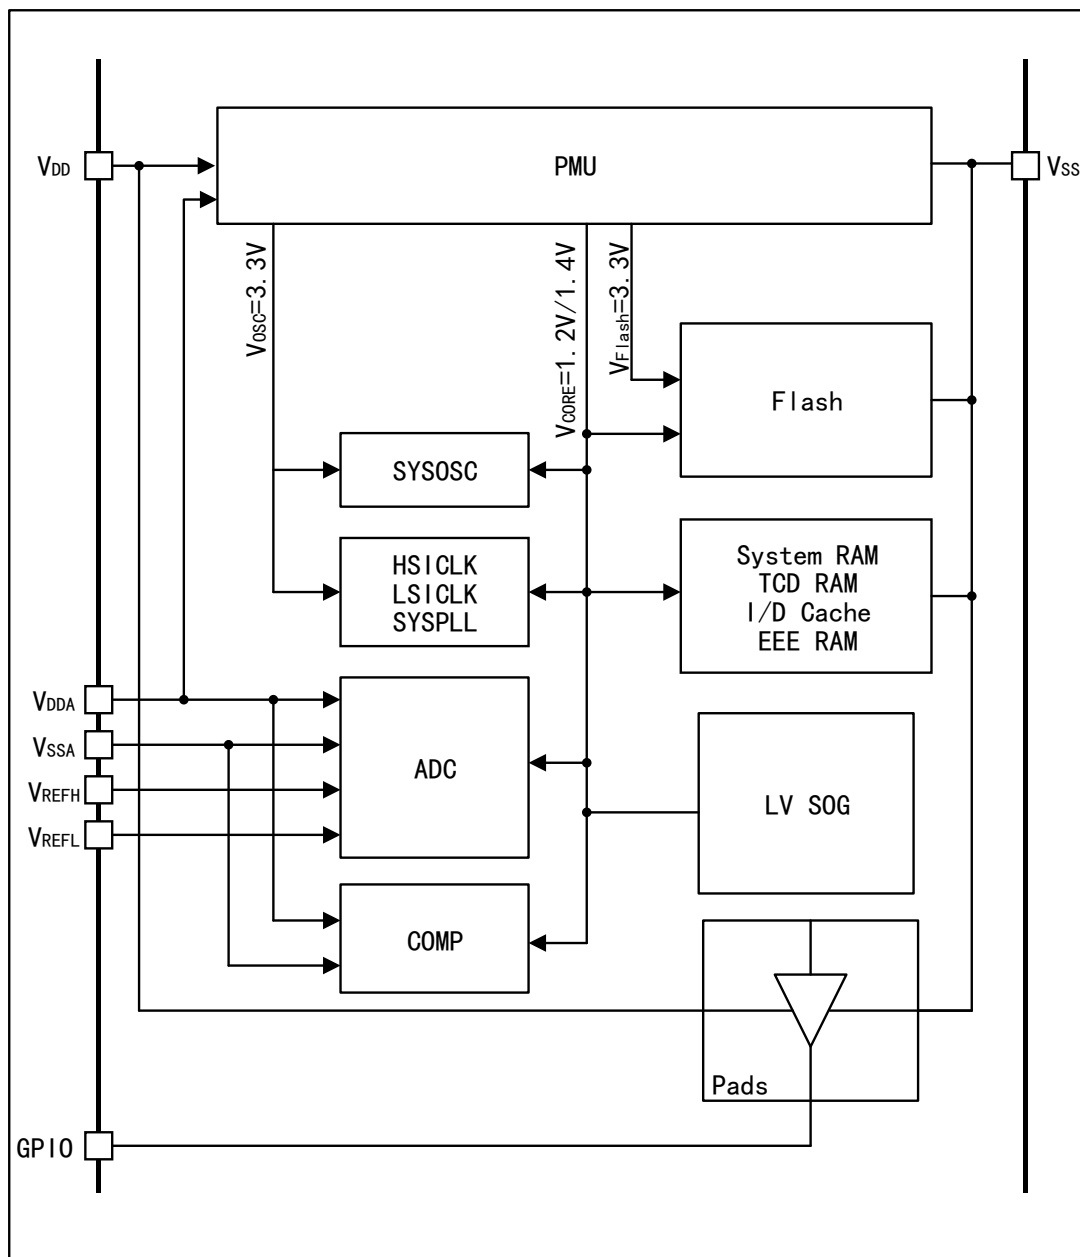 VDD
PMU
VSS
VOSC=3.3V
VCORE=1.2V/1.4V
VFlash=3.3V
Flash
SYSOSC
HSICLK
LSICLK
SYSPLL
System RAM
TCD RAM
I/D Cache
EEE RAM
VDDA
VSSA
VREFH
VREFL
ADC
LV SOG
COMP
Pads
GPIO